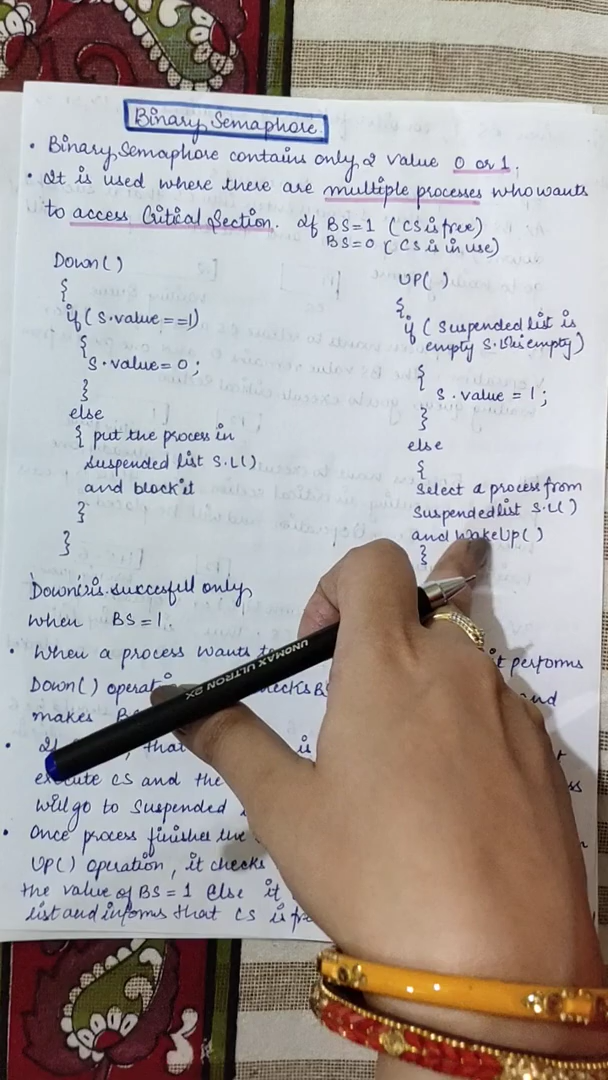 Binary Semaphore
• Binary Semaphore contains only 2 value 0 or 1.
• It is used where there are multiple processes who wants
to access Critical Section. If BS=1 (CS is free)
BS=0 (CS is in use)
Down()
{
if(S.value==1)
{
S.value=0;
}
else
{ put the process in
suspended list S.L()
and block it
}
}
UP()
{
if (Suspended list is
empty S.L is empty)
{
S.value = 1;
}
else
{
Select a process from
Suspended list S.L()
and WakeUp()
}
Down() is succesfull only
when BS=1.
• When a process wants it performs
Down() and
makes
• that is
execute CS and the
will go to Suspended
• Once process finishes the
UP() operation, it checks
the value of BS=1 Else it
list and informs that CS is
UNOMAX ULTRON 2X